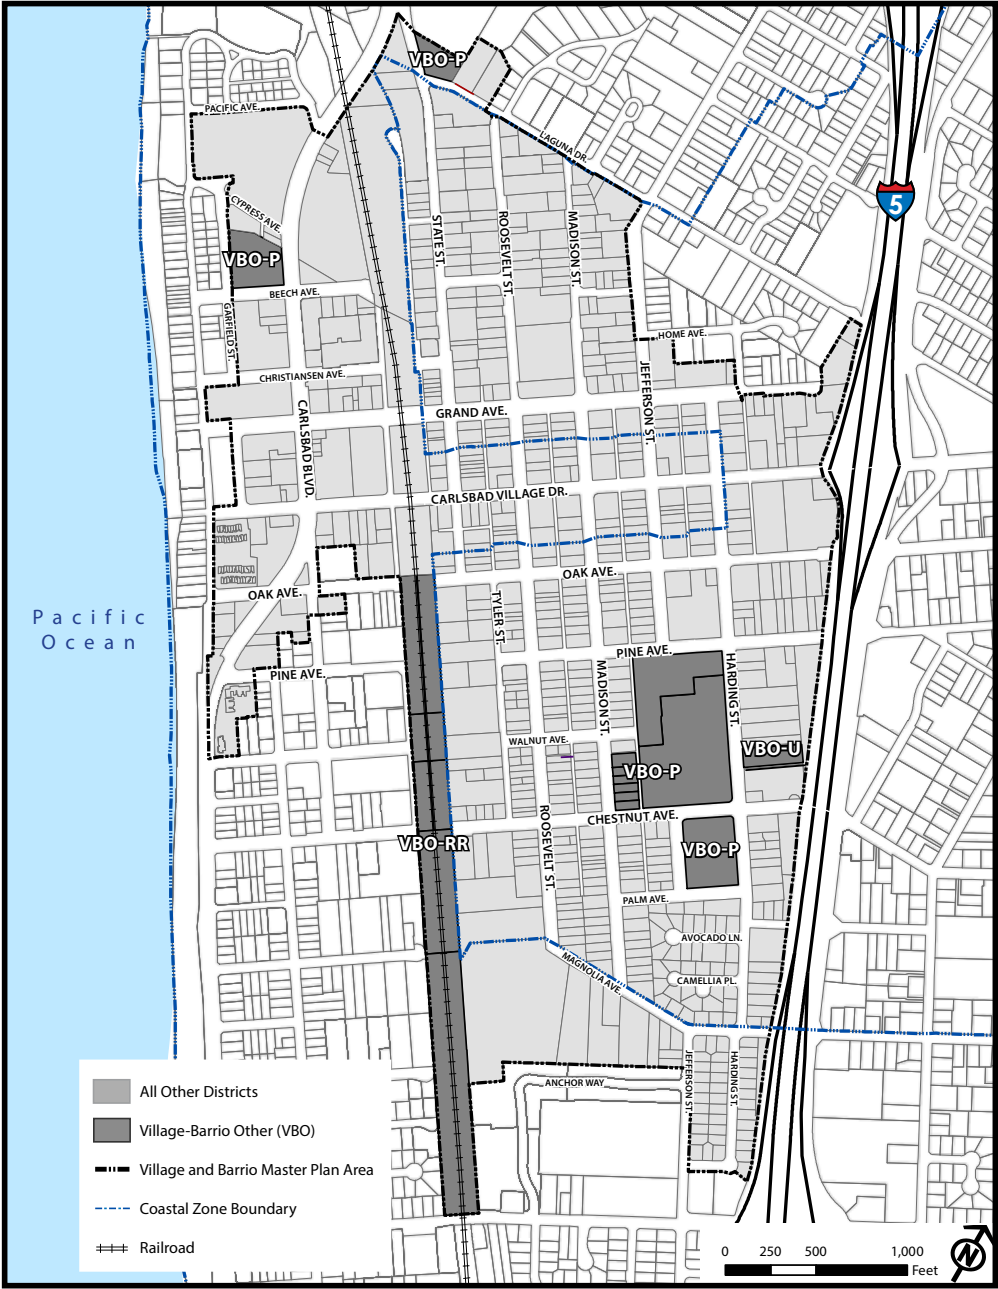 VBO-P
PACIFIC AVE.
LAGUNA DR.
5
CYPRESS AVE.
STATE ST.
ROOSEVELT ST.
MADISON ST.
VBO-P
BEECH AVE.
GARFIELD ST.
HOME AVE.
CHRISTIANSEN AVE.
JEFFERSON ST.
CARLSBAD BLVD.
GRAND AVE.
CARLSBAD VILLAGE DR.
OAK AVE.
OAK AVE.
TYLER ST.
Pacific
Ocean
PINE AVE.
PINE AVE.
MADISON ST.
HARDING ST.
WALNUT AVE.
VBO-U
VBO-P
ROOSEVELT ST.
CHESTNUT AVE.
VBO-RR
VBO-P
PALM AVE.
AVOCADO LN.
MAGNOLIA AVE.
CAMELLIA PL.
ANCHOR WAY
JEFFERSON ST.
HARDING ST.
All Other Districts
Village-Barrio Other (VBO)
Village and Barrio Master Plan Area
Coastal Zone Boundary
Railroad
0 250 500 1,000
Feet
N